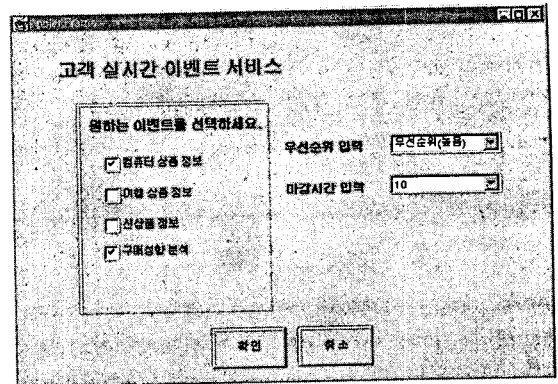 고객 실시간 이벤트 서비스
원하는 이벤트를 선택하세요.
컴퓨터 상품 정보
여행 상품 정보
신상품 정보
구매성향 분석
우선순위 입력
우선순위(높음)
마감시간 입력
10
확인
취소